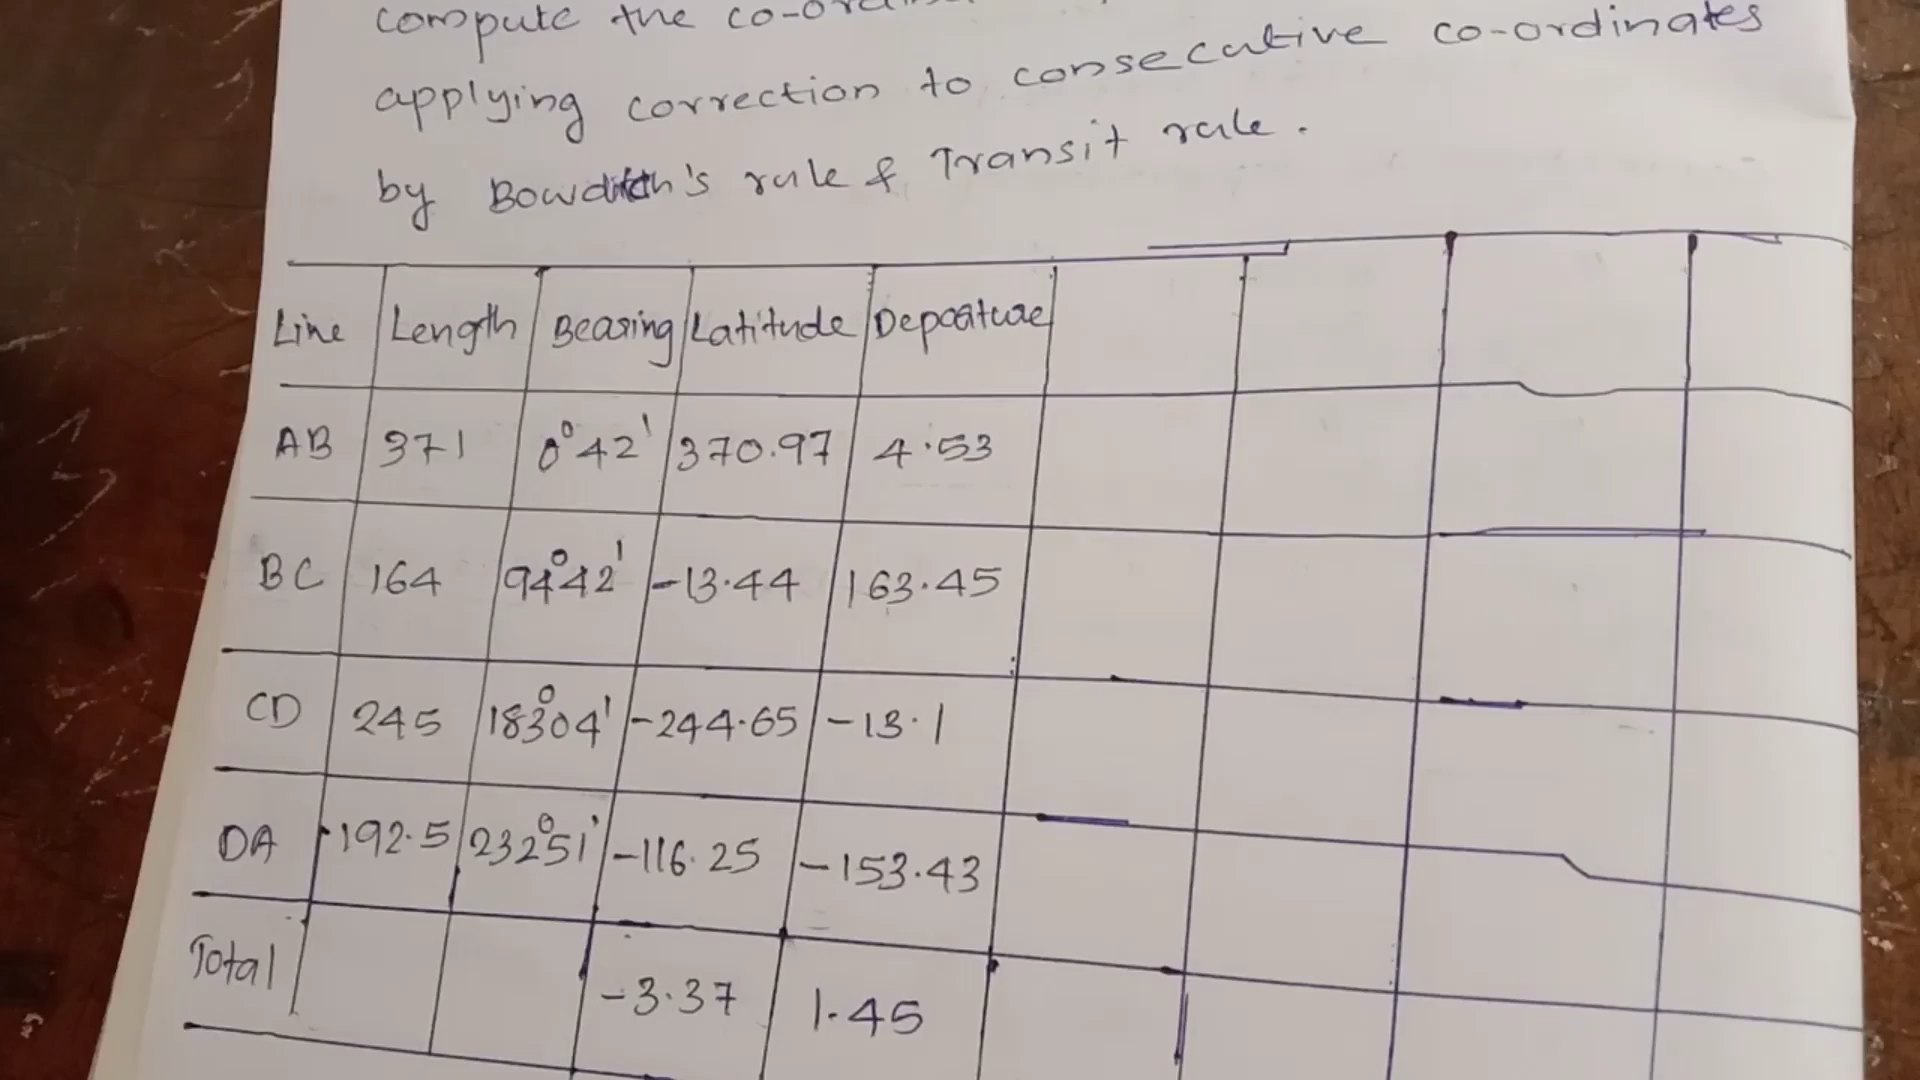 compute the
applying correction to consecutive co-ordinates
by Bowditch's rule & Transit rule.
Line Length Bearing Latitude Depoature
AB 371 0°42' 370.97 4.53
BC 164 94°42' -13.44 163.45
CD 245 183°04' -244.65 -13.1
DA 192.5 232°51' -116.25 -153.43
Total -3.37 1.45